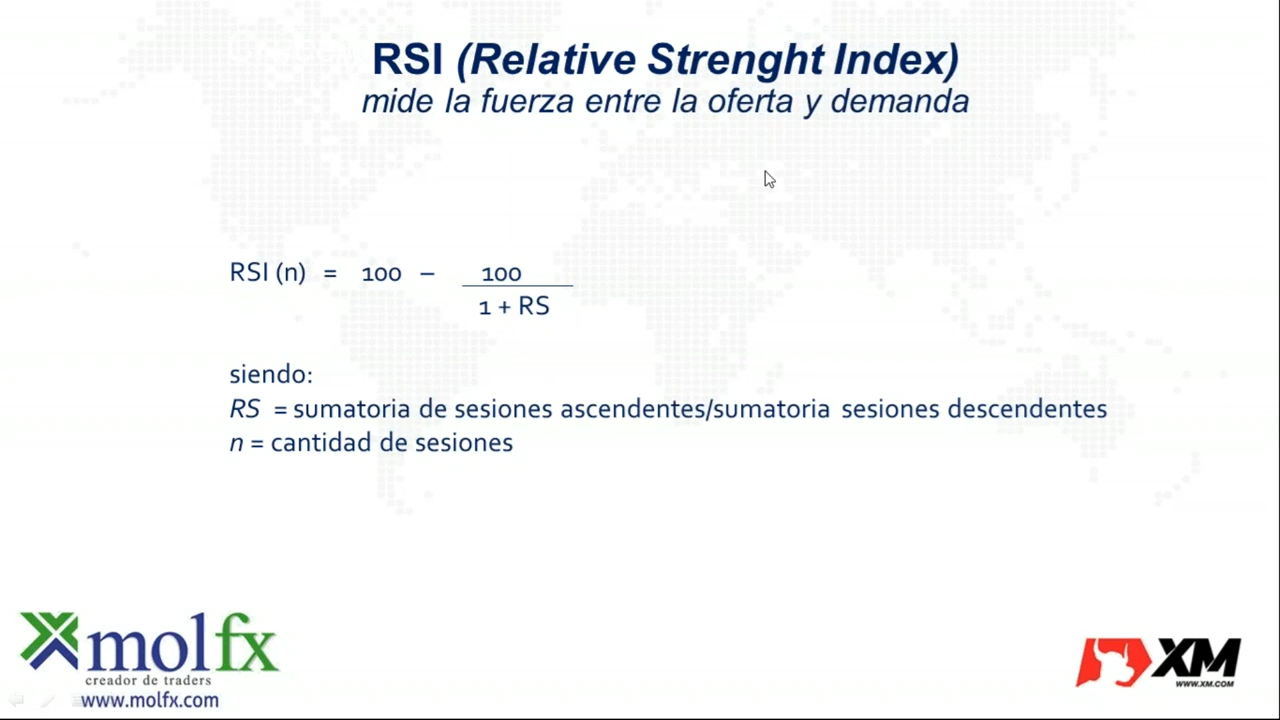 RSI (Relative Strenght Index)
mide la fuerza entre la oferta y demanda
RSI (n) = 100 – 100
1 + RS
siendo:
RS = sumatoria de sesiones ascendentes/sumatoria sesiones descendentes
n = cantidad de sesiones
molfx
creador de traders
www.molfx.com
XM
WWW.XM.COM